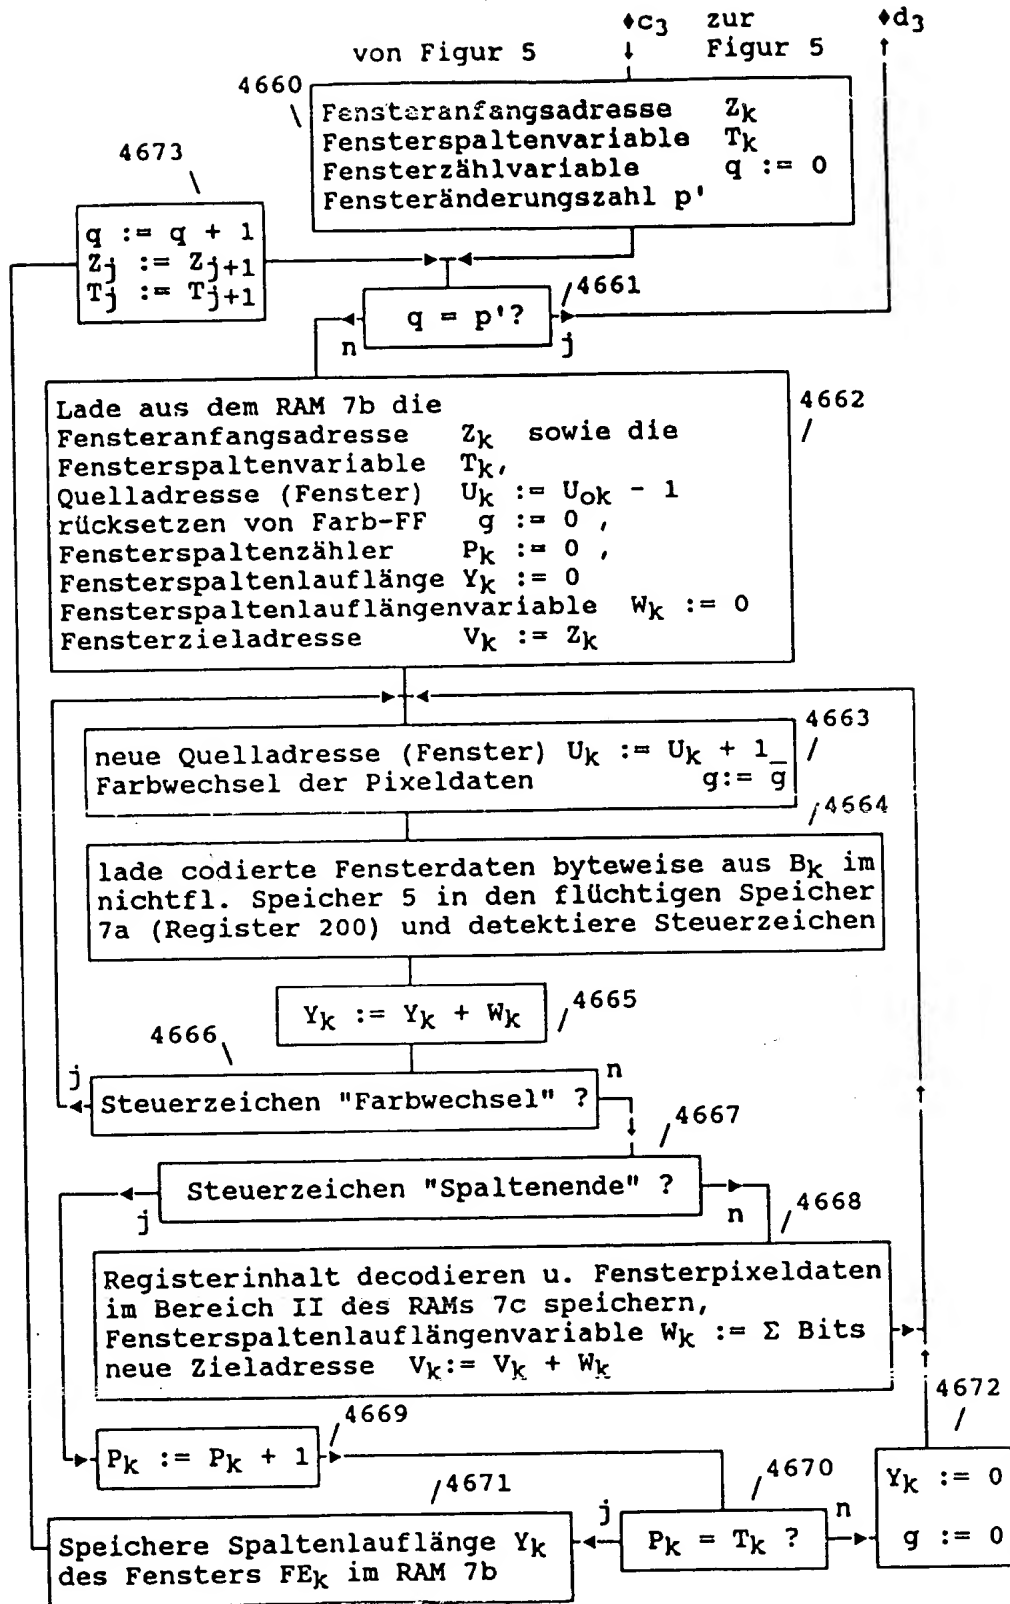 ♦c3 zur ♦d3
von Figur 5 Figur 5
4660
Fensteranfangsadresse Zk
Fensterspaltenvariable Tk
Fensterzählvariable q := 0
Fensteränderungszahl p'
4673
q := q + 1
Zj := Zj+1
Tj := Tj+1
4661
q = p'?
n j
4662
Lade aus dem RAM 7b die
Fensteranfangsadresse Zk sowie die
Fensterspaltenvariable Tk,
Quelladresse (Fenster) Uk := Uok - 1
rücksetzen von Farb-FF g := 0 ,
Fensterspaltenzähler Pk := 0 ,
Fensterspaltenlauflänge Yk := 0
Fensterspaltenlauflängenvariable Wk := 0
Fensterzieladresse Vk := Zk
4663
neue Quelladresse (Fenster) Uk := Uk + 1
Farbwechsel der Pixeldaten g:= g̅
4664
lade codierte Fensterdaten byteweise aus Bk im
nichtfl. Speicher 5 in den flüchtigen Speicher
7a (Register 200) und detektiere Steuerzeichen
4665
Yk := Yk + Wk
4666
j n
Steuerzeichen "Farbwechsel" ?
4667
Steuerzeichen "Spaltenende" ?
j n
4668
Registerinhalt decodieren u. Fensterpixeldaten
im Bereich II des RAMs 7c speichern,
Fensterspaltenlauflängenvariable Wk := Σ Bits
neue Zieladresse Vk:= Vk + Wk
4669
Pk := Pk + 1
4672
Yk := 0
g := 0
4670
j n
Pk = Tk ?
4671
Speichere Spaltenlauflänge Yk
des Fensters FEk im RAM 7b